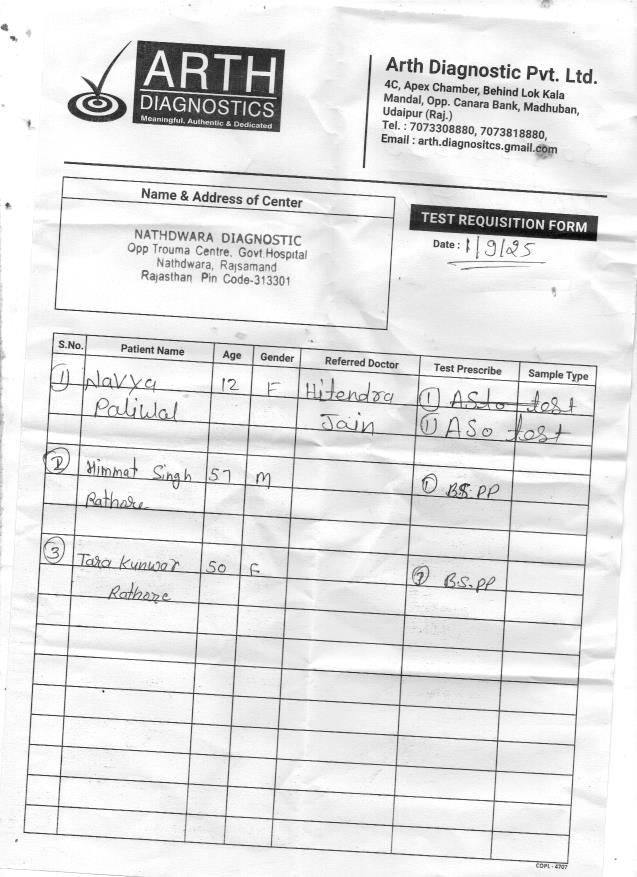 ARTH
DIAGNOSTICS
Meaningful, Authentic & Dedicated
Arth Diagnostic Pvt. Ltd.
4C, Apex Chamber, Behind Lok Kala
Mandal, Opp. Canara Bank, Madhuban,
Udaipur (Raj.)
Tel. : 7073308880, 7073818880,
Email : arth.diagnositcs.gmail.com
Name & Address of Center
NATHDWARA DIAGNOSTIC
Opp Trouma Centre, Govt Hospital
Nathdwara, Rajsamand
Rajasthan Pin Code-313301
TEST REQUISITION FORM
Date : 1/9/25
S.No. Patient Name Age Gender Referred Doctor Test Prescribe Sample Type
1 Navya 12 F Hitendra 1 ASto test
Paliwal Jain 1 ASo test
2 Himmat Singh 57 M 1 B.S. PP
Rathore
3 Tara Kunwar 50 F B.S. PP
Rathore
CDPL - 4707